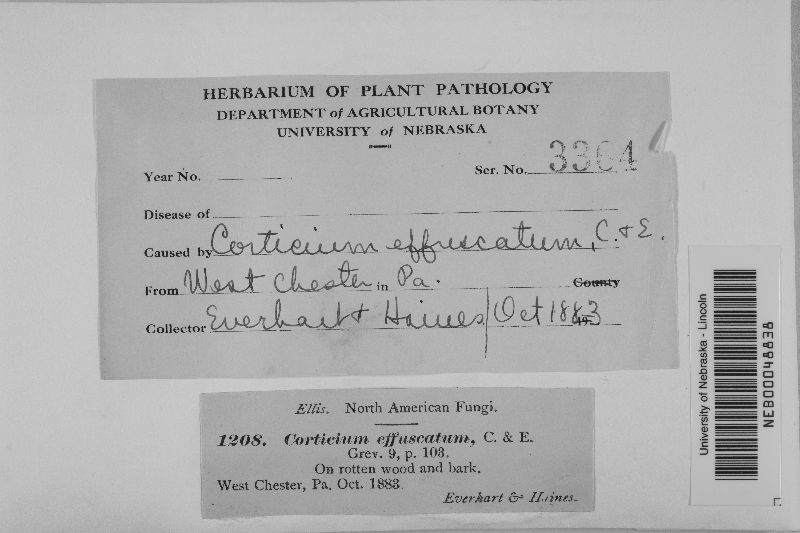 HERBARIUM OF PLANT PATHOLOGY
DEPARTMENT of AGRICULTURAL BOTANY
UNIVERSITY of NEBRASKA
Year No.
Ser. No. 3364
Disease of
Caused by Corticium effuscatum, C. & E.
From West Chester in Pa. County
Collector Everhart & Haines / Oct 1883
Ellis. North American Fungi.
1208. Corticium effuscatum, C. & E.
Grev. 9, p. 103.
On rotten wood and bark.
West Chester, Pa. Oct. 1883.
Everhart & Haines.
University of Nebraska - Lincoln
NEB00048838